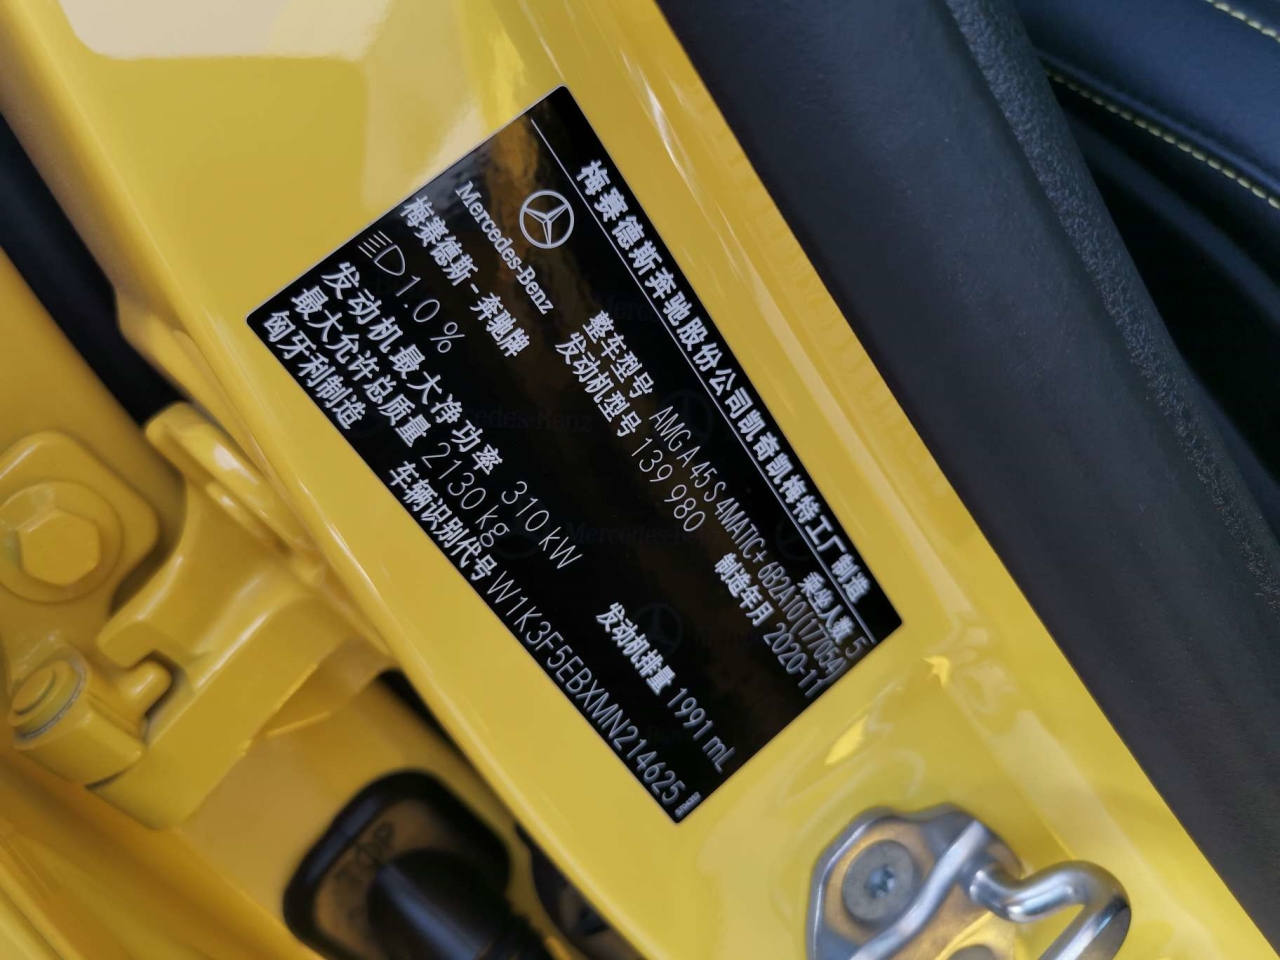 梅赛德斯奔驰股份公司凯奇凯梅特工厂制造
Mercedes-Benz
梅赛德斯-奔驰牌
乘坐人数 5
整车型号 AMG A 45 S 4MATIC+ 6B2A10(177054)
发动机型号 139 980
制造年月 2020-11
1.0 %
发动机最大净功率 310 kW
发动机排量 1991 mL
最大允许总质量 2130 kg
匈牙利制造
车辆识别代号 W1K3F5EBXMN214625
TOP